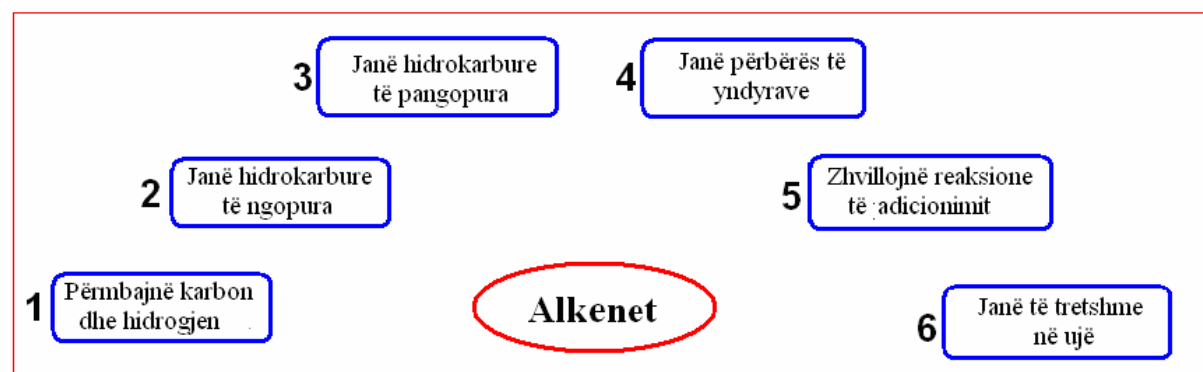 3 Janë hidrokarbure
të pangopura
4 Janë përbërës të
yndyrave
2 Janë hidrokarbure
të ngopura
5 Zhvillojnë reaksione
të adicionimit
1 Përmbajnë karbon
dhe hidrogjen
Alkenet
6 Janë të tretshme
në ujë